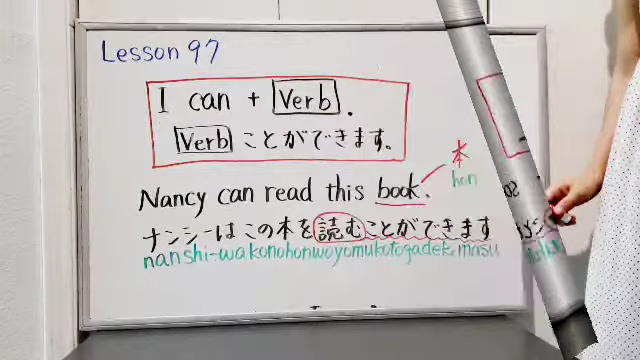 Lesson 97
I can + Verb.
Verb ことができます。
本
hon
Nancy can read this book.
ナンシーはこの本を読むことができます
nanshi-wa konohonwoyomukotogadekimasu